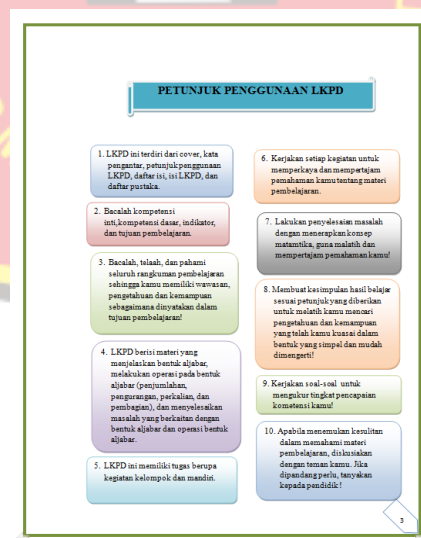 PETUNJUK PENGGUNAAN LKPD
1. LKPD ini terdiri dari cover, kata
pengantar, petunjuk penggunaan
LKPD, daftar isi, isi LKPD, dan
daftar pustaka.
2. Bacalah kompetensi
inti,kompetensi dasar, indikator,
dan tujuan pembelajaran.
3. Bacalah, telaah, dan pahami
seluruh rangkuman pembelajaran
sehingga kamu memiliki wawasan,
pengetahuan dan kemampuan
sebagaimana dinyatakan dalam
tujuan pembelajaran!
4. LKPD berisi materi yang
menjelaskan bentuk aljabar,
melakukan operasi pada bentuk
aljabar (penjumlahan,
pengurangan, perkalian, dan
pembagian), dan menyelesaikan
masalah yang berkaitan dengan
bentuk aljabar dan operasi bentuk
aljabar.
5. LKPD ini memiliki tugas berupa
kegiatan kelompok dan mandiri.
6. Kerjakan setiap kegiatan untuk
memperkaya dan mempertajam
pemahaman kamu tentang materi
pembelajaran.
7. Lakukan penyelesaian masalah
dengan menerapkan konsep
matamtika, guna malatih dan
mempertajam pemahaman kamu!
8. Membuat kesimpulan hasil belajar
sesuai petunjuk yang diberikan
untuk melatih kamu mencari
pengetahuan dan kemampuan
yang telah kamu kuasai dalam
bentuk yang simpel dan mudah
dimengerti!
9. Kerjakan soal-soal untuk
mengukur tingkat pencapaian
kometensi kamu!
10. Apabila menemukan kesulitan
dalam memahami materi
pembelajaran, diskusiakan
dengan teman kamu. Jika
dipandang perlu, tanyakan
kepada pendidik!
3